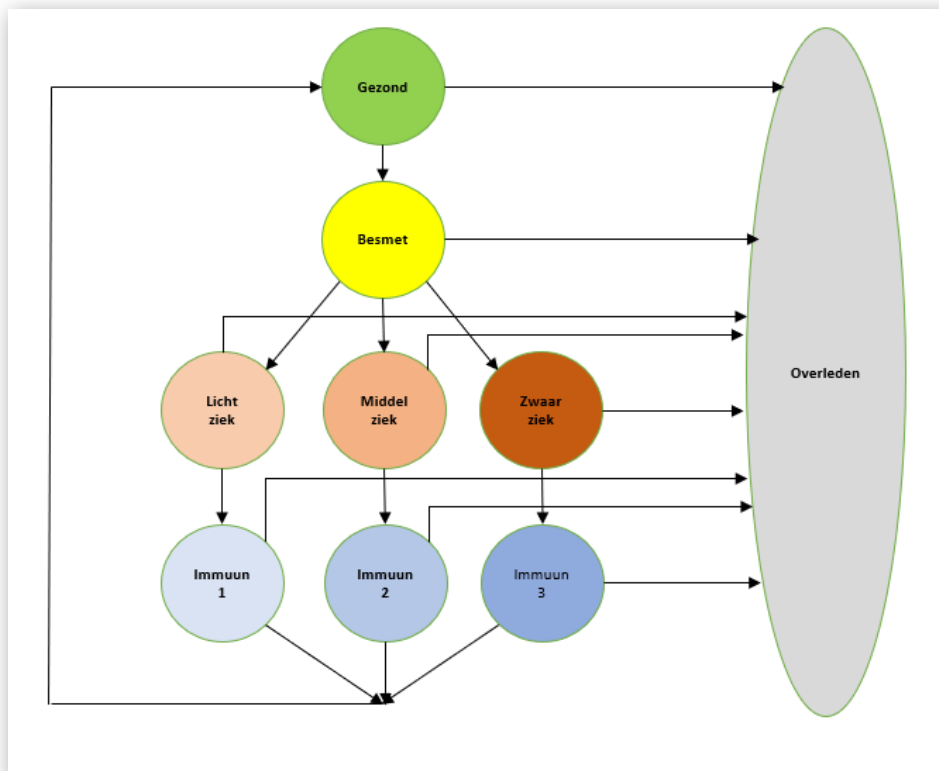 Gezond
Besmet
Overleden
Licht
ziek
Middel
ziek
Zwaar
ziek
Immuun
1
Immuun
2
Immuun
3